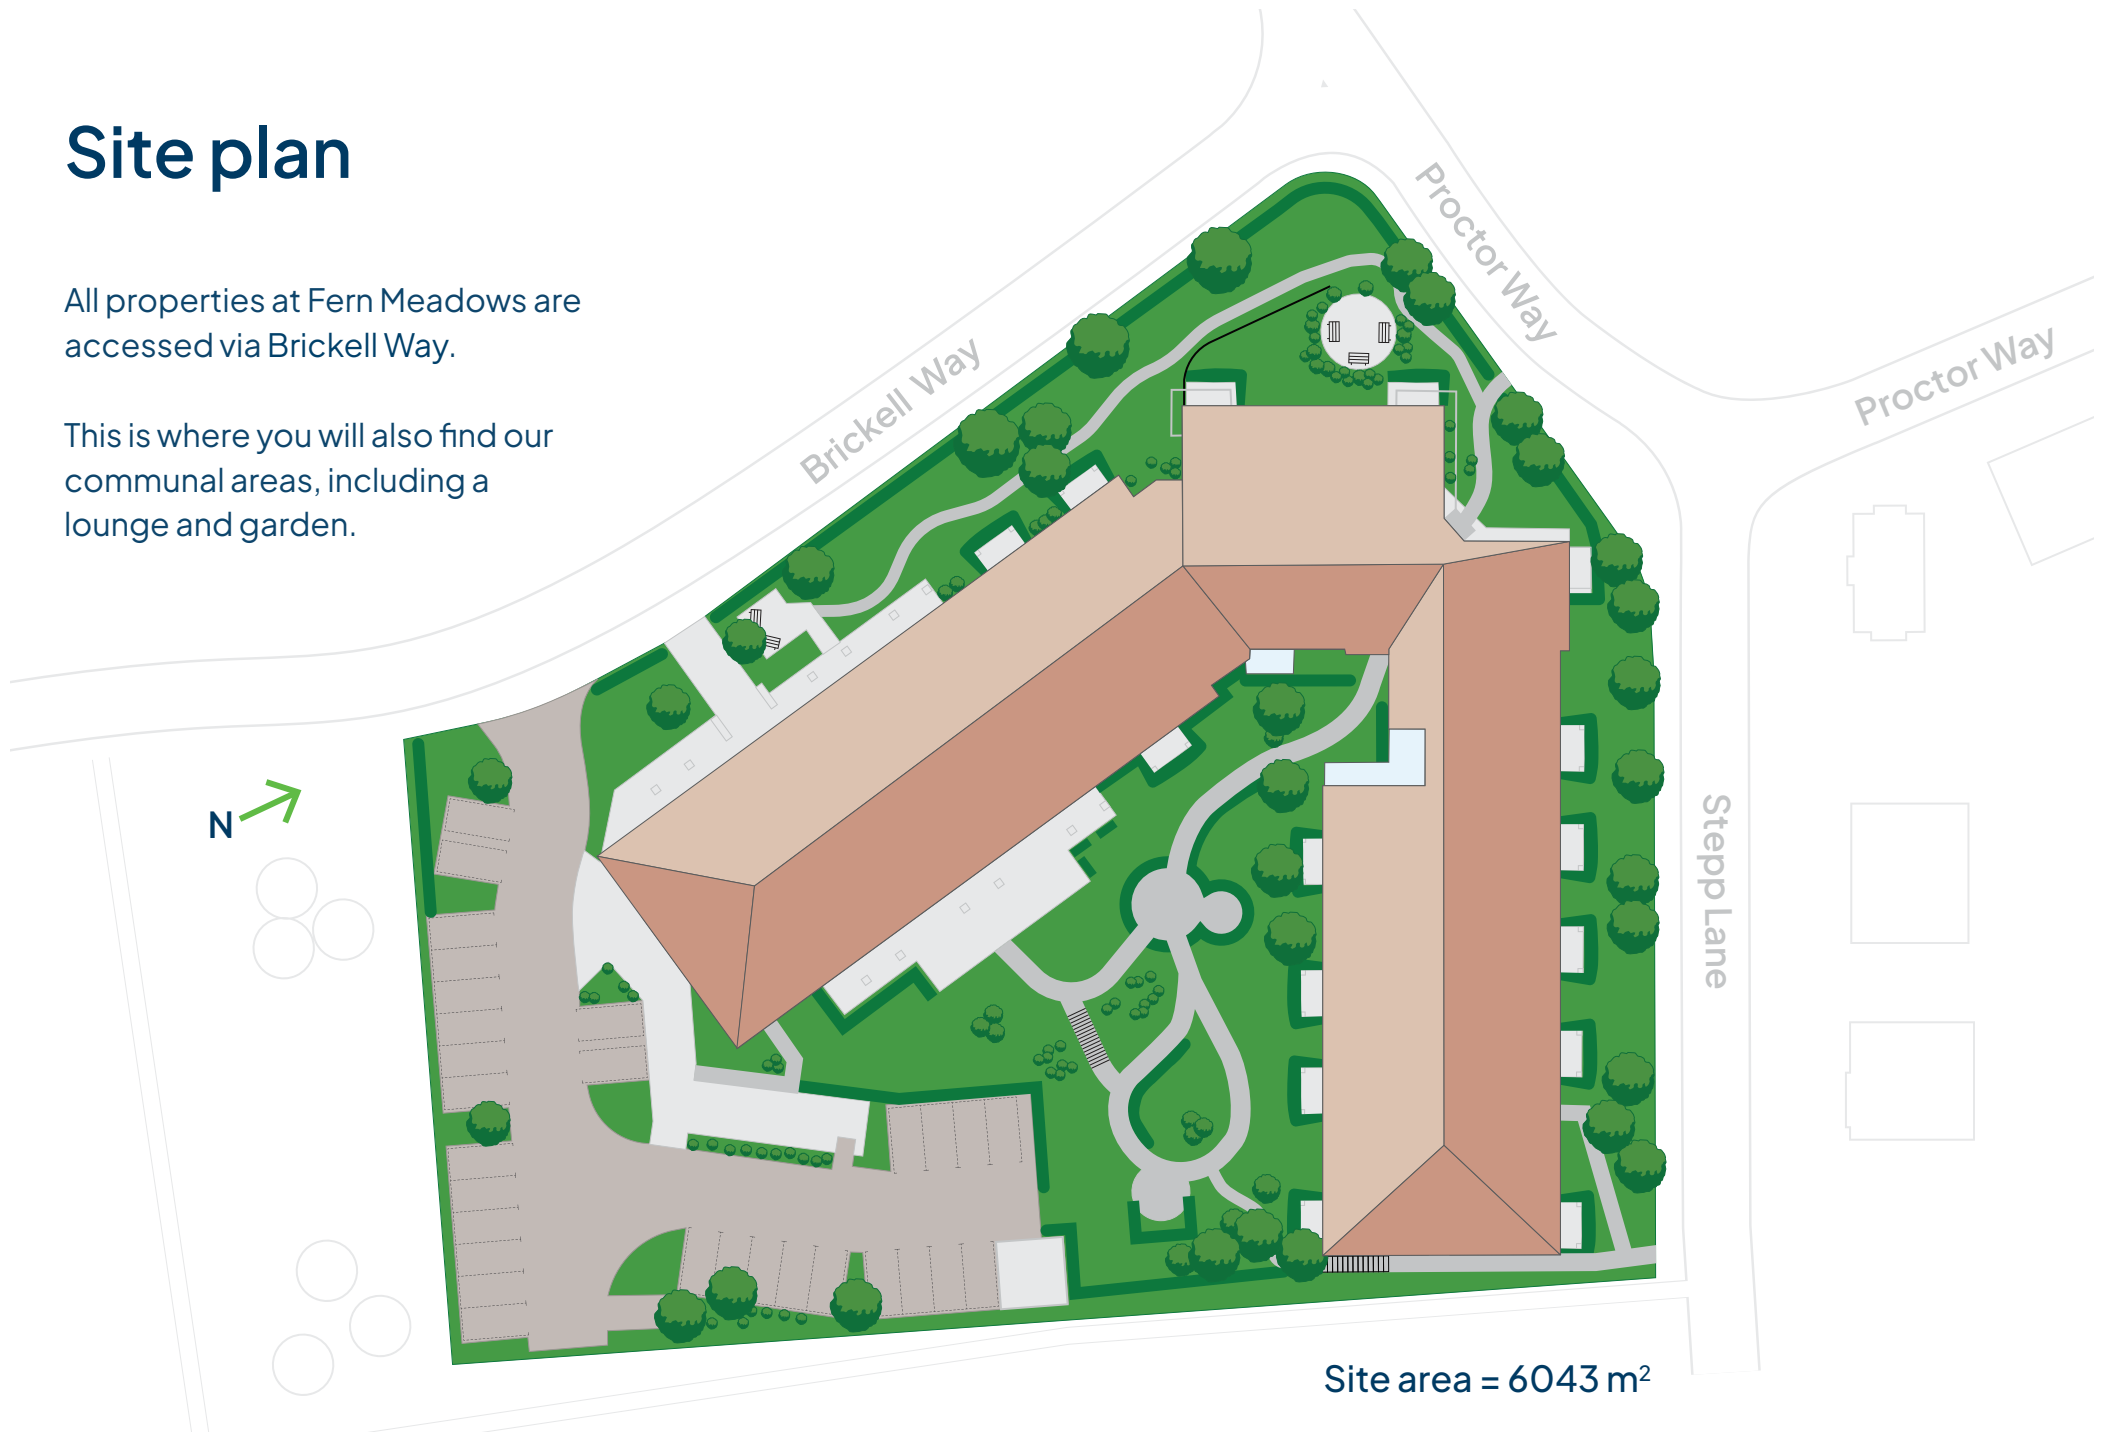 Site plan
All properties at Fern Meadows are
accessed via Brickell Way.
This is where you will also find our
communal areas, including a
lounge and garden.
Brickell Way
Proctor Way
Proctor Way
Stepp Lane
N
Site area = 6043 m²